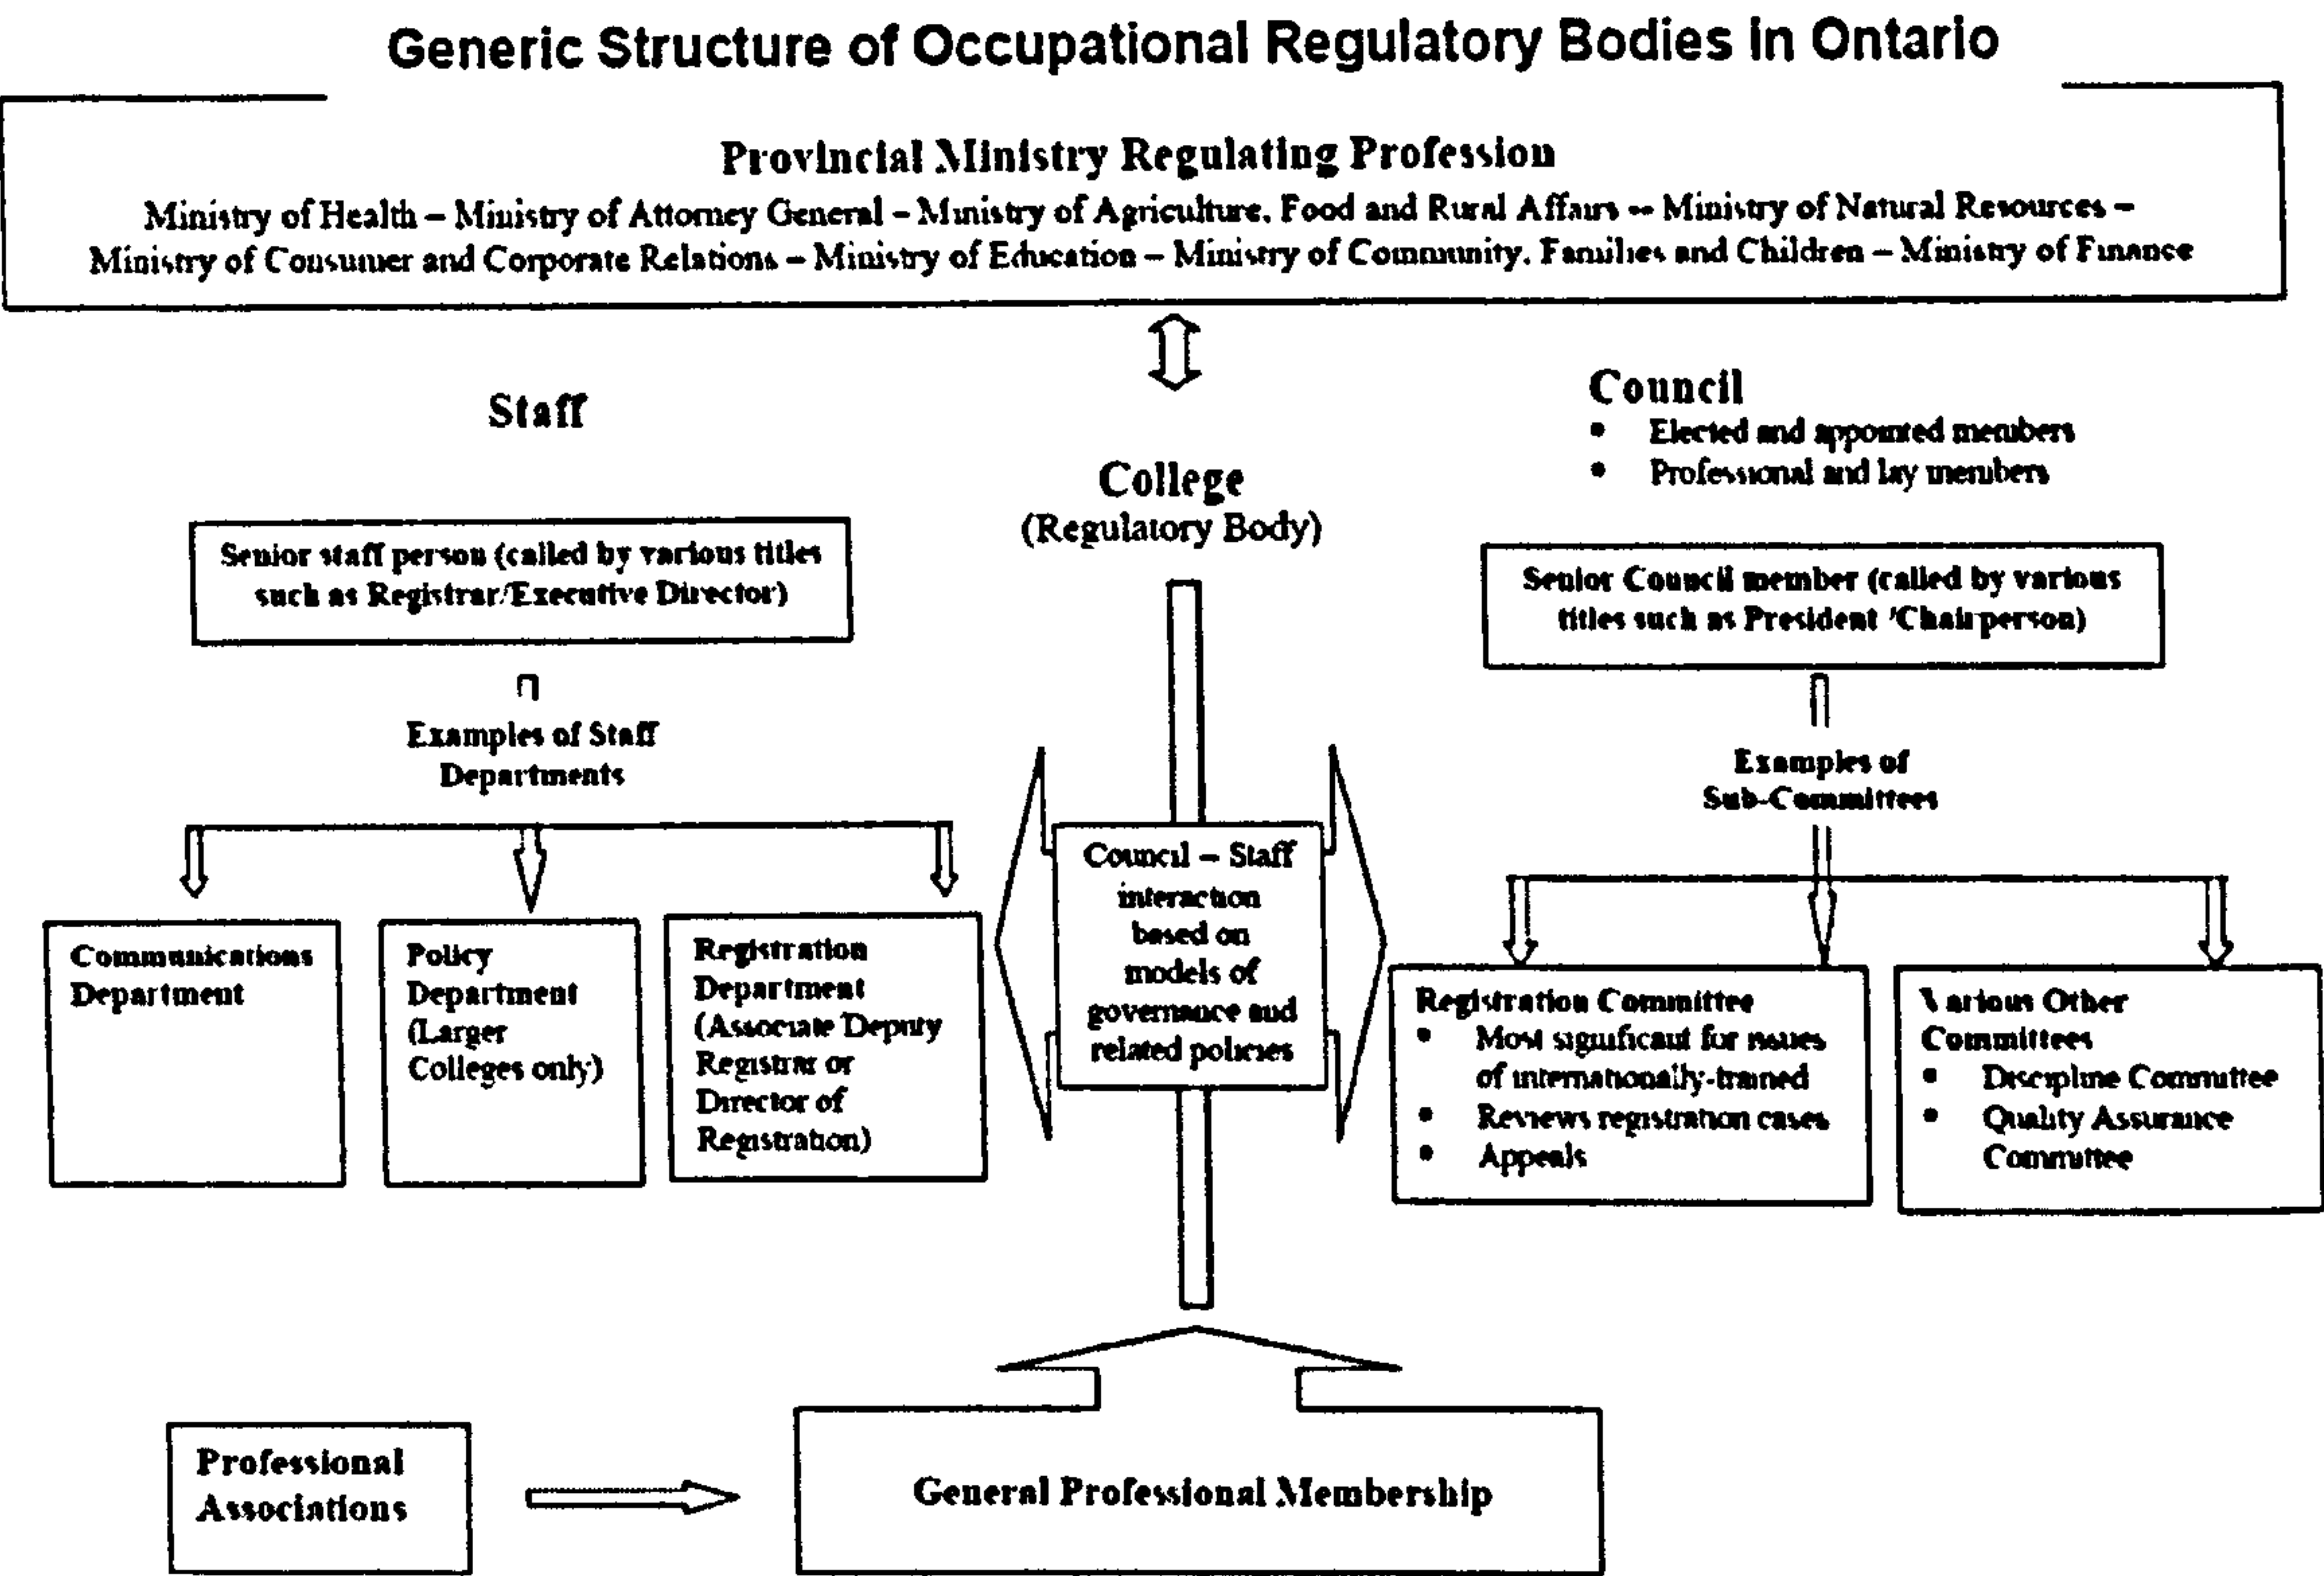 Generic Structure of Occupational Regulatory Bodies in Ontario
Provincial Ministry Regulating Profession
Ministry of Health – Ministry of Attorney General – Ministry of Agriculture, Food and Rural Affairs -- Ministry of Natural Resources –
Ministry of Consumer and Corporate Relations – Ministry of Education – Ministry of Community, Families and Children – Ministry of Finance
Staff
Senior staff person (called by various titles
such as Registrar/Executive Director)
Examples of Staff
Departments
Communications
Department
Policy
Department
(Larger
Colleges only)
Registration
Department
(Associate/Deputy
Registrar or
Director of
Registration)
College
(Regulatory Body)
Council – Staff
interaction
based on
models of
governance and
related policies
Council
• Elected and appointed members
• Professional and lay members
Senior Council member (called by various
titles such as President /Chairperson)
Examples of
Sub-Committees
Registration Committee
• Most significant for issues
of internationally-trained
• Reviews registration cases
• Appeals
Various Other
Committees
• Discipline Committee
• Quality Assurance
Committee
Professional
Associations
General Professional Membership